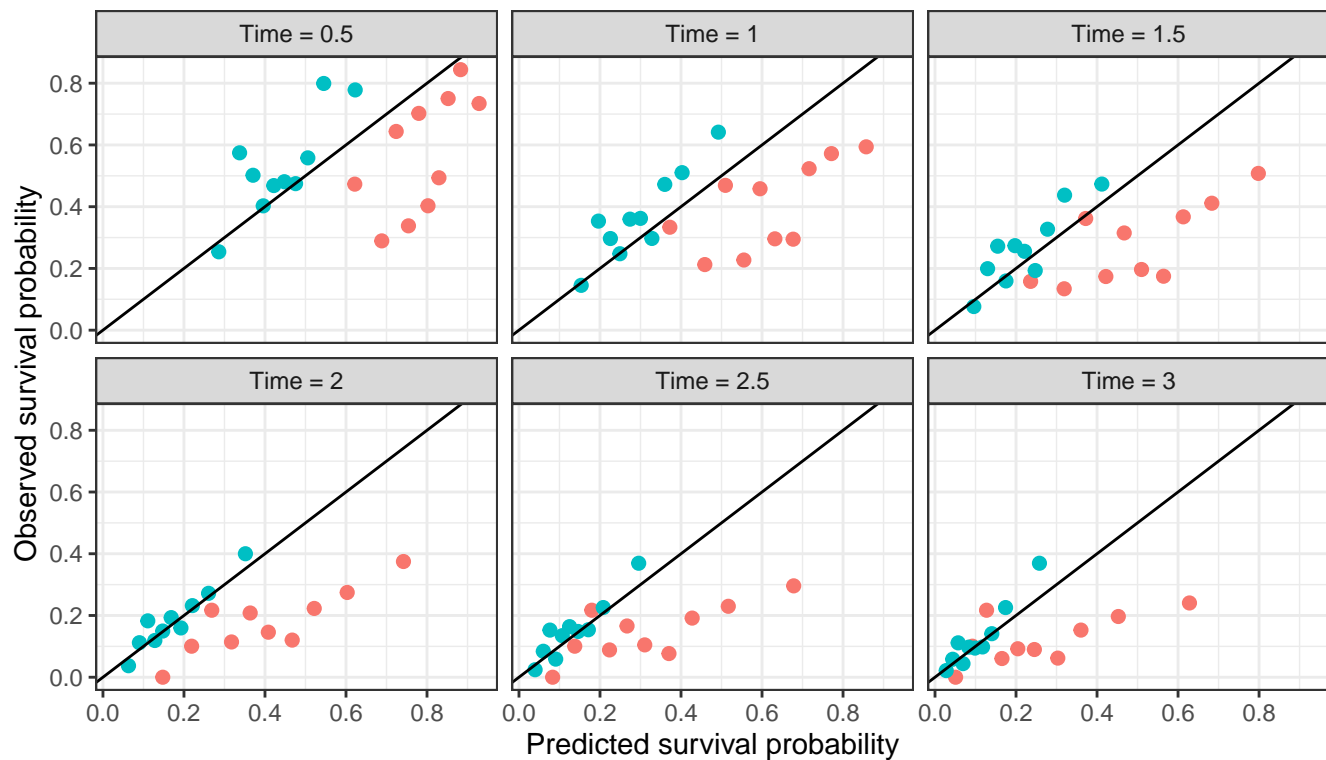 Time = 0.5
Time = 1
Time = 1.5
0.8
0.6
0.4
0.2
0.0
Time = 2
Time = 2.5
Time = 3
0.8
0.6
0.4
0.2
0.0
0.0 0.2 0.4 0.6 0.8 0.0 0.2 0.4 0.6 0.8 0.0 0.2 0.4 0.6 0.8
Predicted survival probability
Observed survival probability